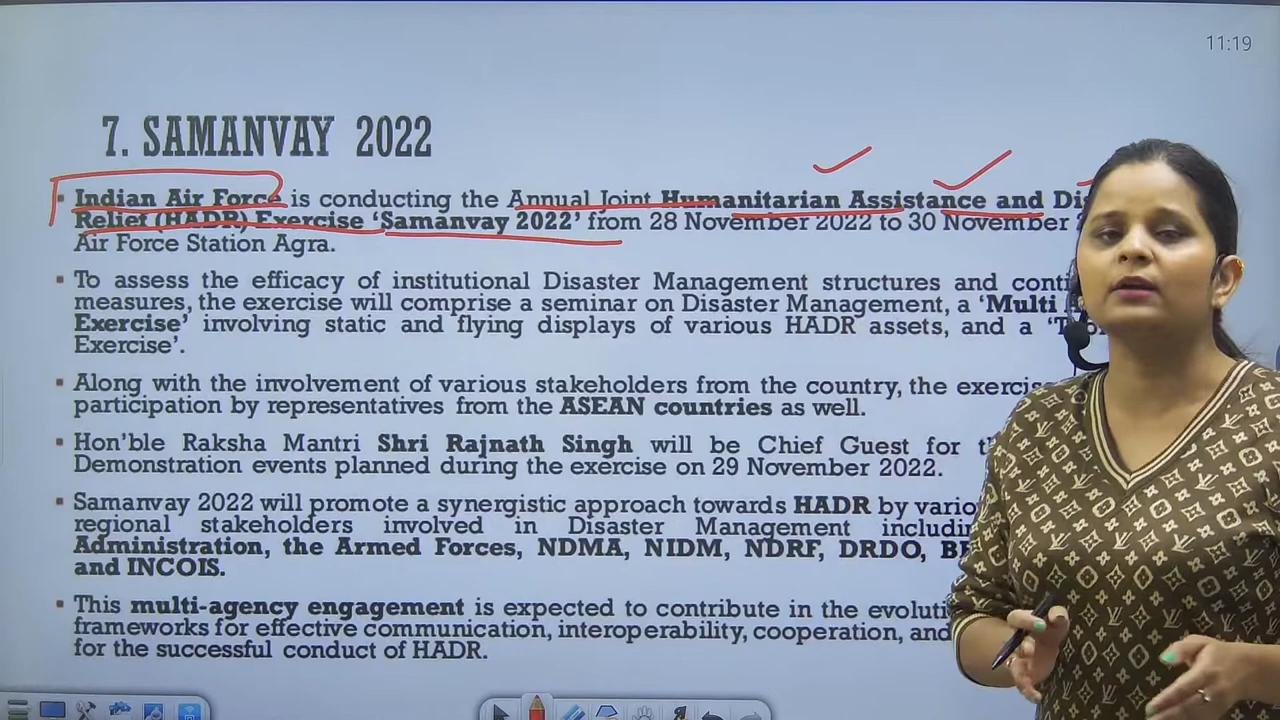 11:19
7. SAMANVAY 2022
▪ Indian Air Force is conducting the Annual Joint Humanitarian Assistance and
Relief (HADR) Exercise ‘Samanvay 2022’ from 28 November 2022 to 30 November
Air Force Station Agra.
▪ To assess the efficacy of institutional Disaster Management structures and
measures, the exercise will comprise a seminar on Disaster Management, a ‘Multi
Exercise’ involving static and flying displays of various HADR assets, and a
Exercise’.
▪ Along with the involvement of various stakeholders from the country, the
participation by representatives from the ASEAN countries as well.
▪ Hon’ble Raksha Mantri Shri Rajnath Singh will be Chief Guest for
Demonstration events planned during the exercise on 29 November 2022.
▪ Samanvay 2022 will promote a synergistic approach towards HADR by
regional stakeholders involved in Disaster Management
Administration, the Armed Forces, NDMA, NIDM, NDRF, DRDO,
and INCOIS.
▪ This multi-agency engagement is expected to contribute in the
frameworks for effective communication, interoperability, cooperation, and
for the successful conduct of HADR.